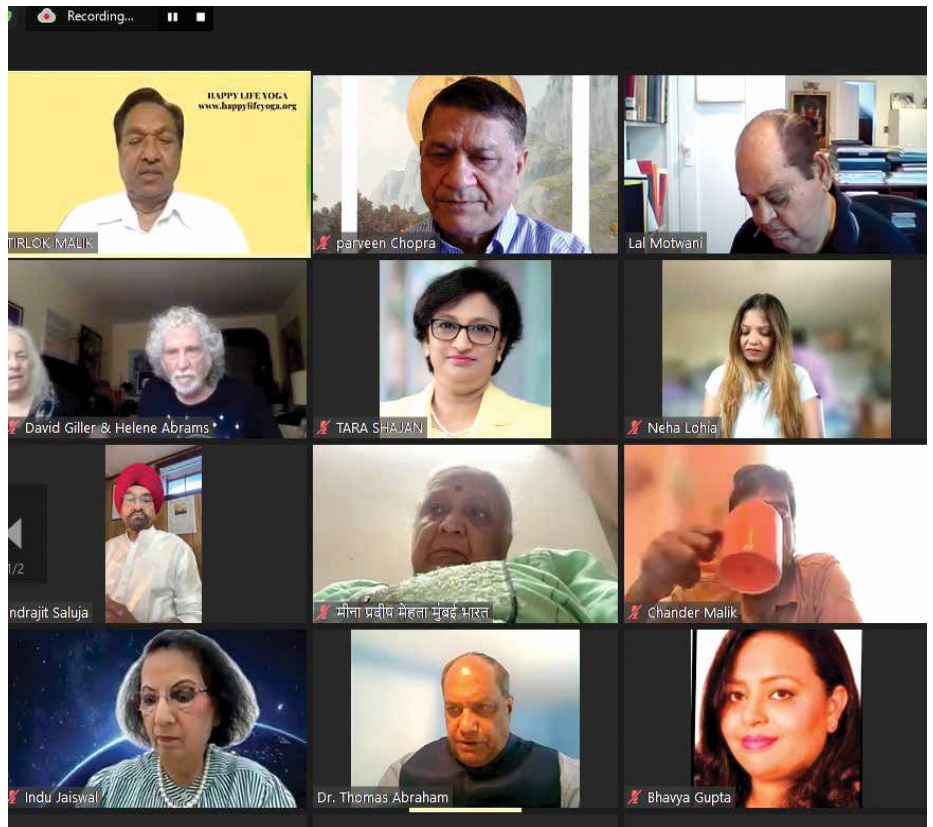 Recording...
HAPPY LIFE YOGA
www.happylifeyoga.org
TIRLOK MALIK
parveen Chopra
Lal Motwani
David Giller & Helene Abrams
TARA SHAJAN
Neha Lohia
1/2
ndrajit Saluja
मीना प्रदीप मेहता मुंबई भारत
Chander Malik
Indu Jaiswal
Dr. Thomas Abraham
Bhavya Gupta